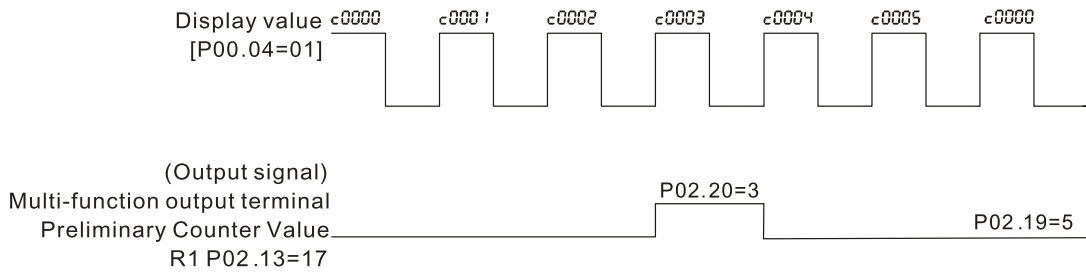 Display value
[P00.04=01]
c0000 c0001 c0002 c0003 c0004 c0005 c0000
(Output signal)
Multi-function output terminal
Preliminary Counter Value
R1 P02.13=17
P02.20=3
P02.19=5